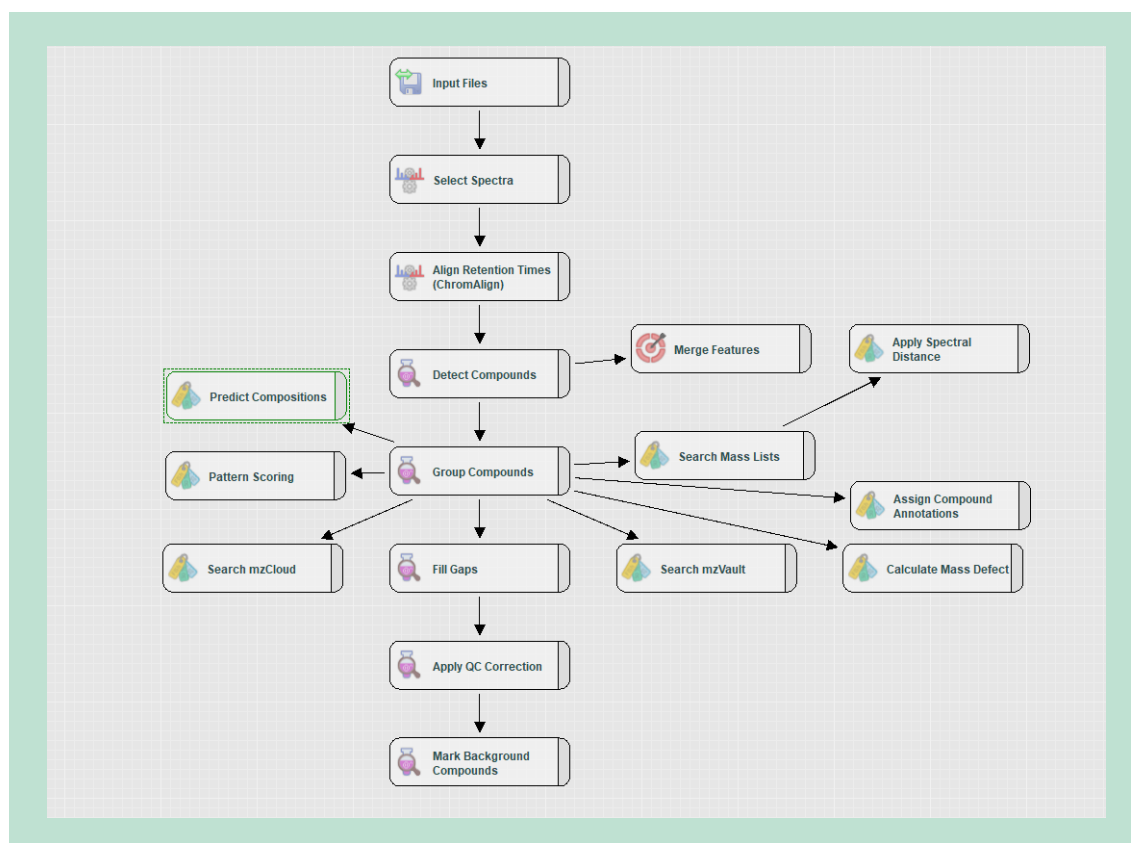 Input Files
Select Spectra
Align Retention Times
(ChromAlign)
Detect Compounds
Merge Features
Apply Spectral
Distance
Predict Compositions
Group Compounds
Search Mass Lists
Pattern Scoring
Assign Compound
Annotations
Search mzCloud
Fill Gaps
Search mzVault
Calculate Mass Defect
Apply QC Correction
Mark Background
Compounds